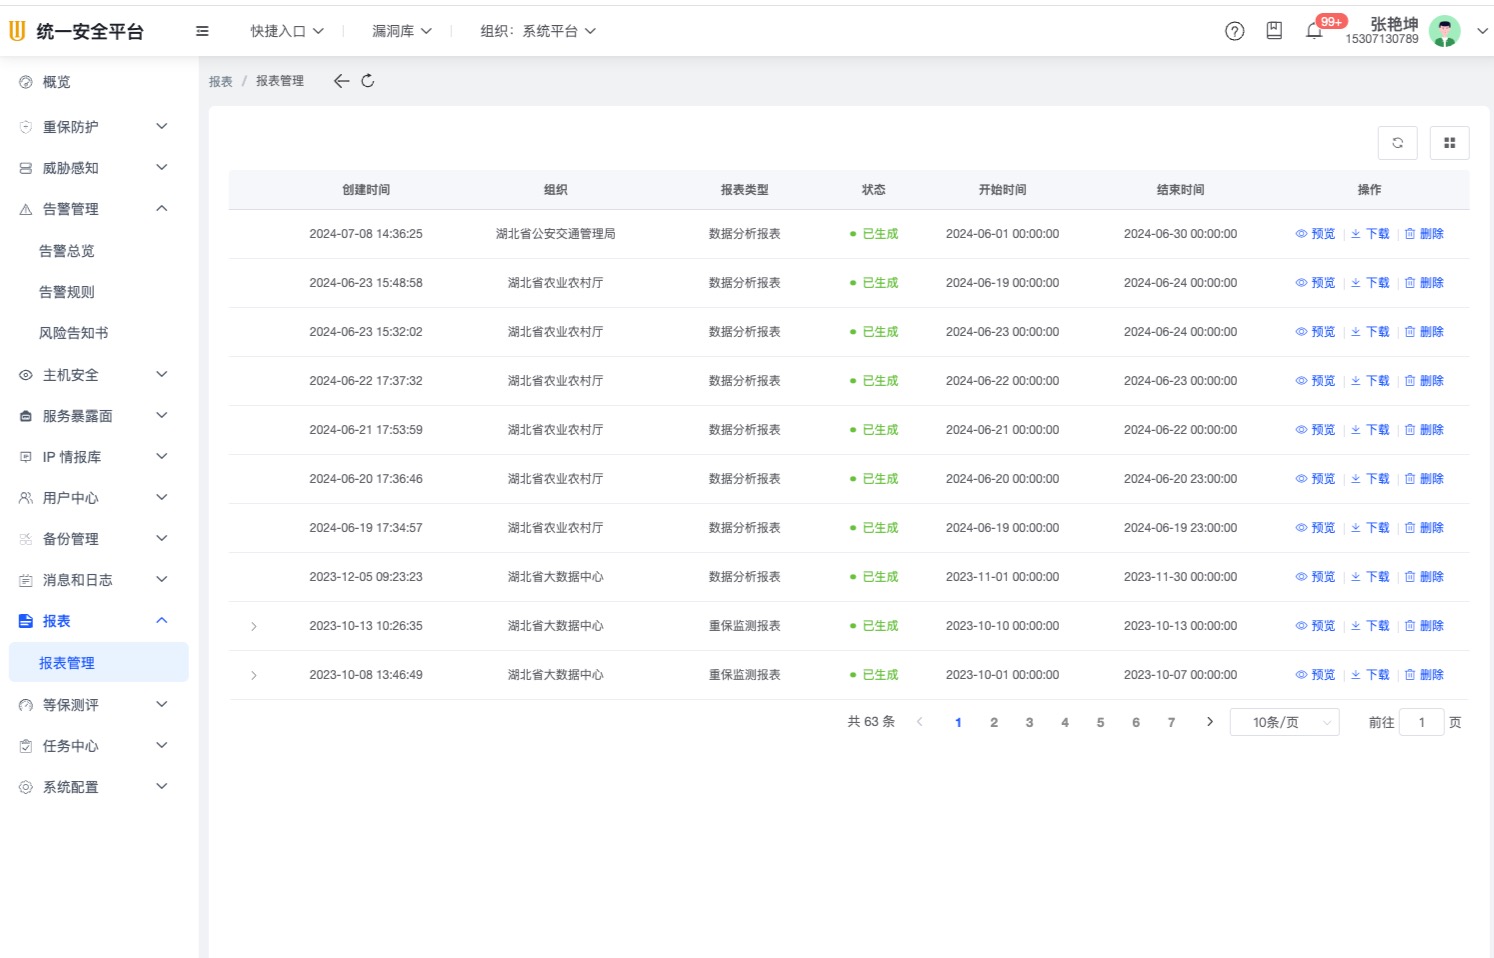 统一安全平台
快捷入口
漏洞库
组织：系统平台
99+
张艳坤
15307130789
概览
重保防护
威胁感知
告警管理
告警总览
告警规则
风险告知书
主机安全
服务暴露面
IP 情报库
用户中心
备份管理
消息和日志
报表
报表管理
等保测评
任务中心
系统配置
报表 / 报表管理
创建时间 组织 报表类型 状态 开始时间 结束时间 操作
2024-07-08 14:36:25 湖北省公安交通管理局 数据分析报表 已生成 2024-06-01 00:00:00 2024-06-30 00:00:00 预览 下载 删除
2024-06-23 15:48:58 湖北省农业农村厅 数据分析报表 已生成 2024-06-19 00:00:00 2024-06-24 00:00:00 预览 下载 删除
2024-06-23 15:32:02 湖北省农业农村厅 数据分析报表 已生成 2024-06-23 00:00:00 2024-06-24 00:00:00 预览 下载 删除
2024-06-22 17:37:32 湖北省农业农村厅 数据分析报表 已生成 2024-06-22 00:00:00 2024-06-23 00:00:00 预览 下载 删除
2024-06-21 17:53:59 湖北省农业农村厅 数据分析报表 已生成 2024-06-21 00:00:00 2024-06-22 00:00:00 预览 下载 删除
2024-06-20 17:36:46 湖北省农业农村厅 数据分析报表 已生成 2024-06-20 00:00:00 2024-06-20 23:00:00 预览 下载 删除
2024-06-19 17:34:57 湖北省农业农村厅 数据分析报表 已生成 2024-06-19 00:00:00 2024-06-19 23:00:00 预览 下载 删除
2023-12-05 09:23:23 湖北省大数据中心 数据分析报表 已生成 2023-11-01 00:00:00 2023-11-30 00:00:00 预览 下载 删除
2023-10-13 10:26:35 湖北省大数据中心 重保监测报表 已生成 2023-10-10 00:00:00 2023-10-13 00:00:00 预览 下载 删除
2023-10-08 13:46:49 湖北省大数据中心 重保监测报表 已生成 2023-10-01 00:00:00 2023-10-07 00:00:00 预览 下载 删除
共 63 条 1 2 3 4 5 6 7 10条/页 前往 1 页